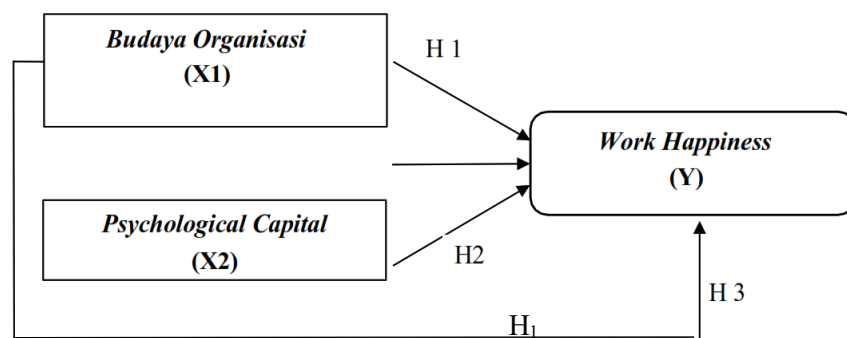 Budaya Organisasi
(X1)
H 1
Work Happiness
(Y)
Psychological Capital
(X2)
H2
H 3
H₁